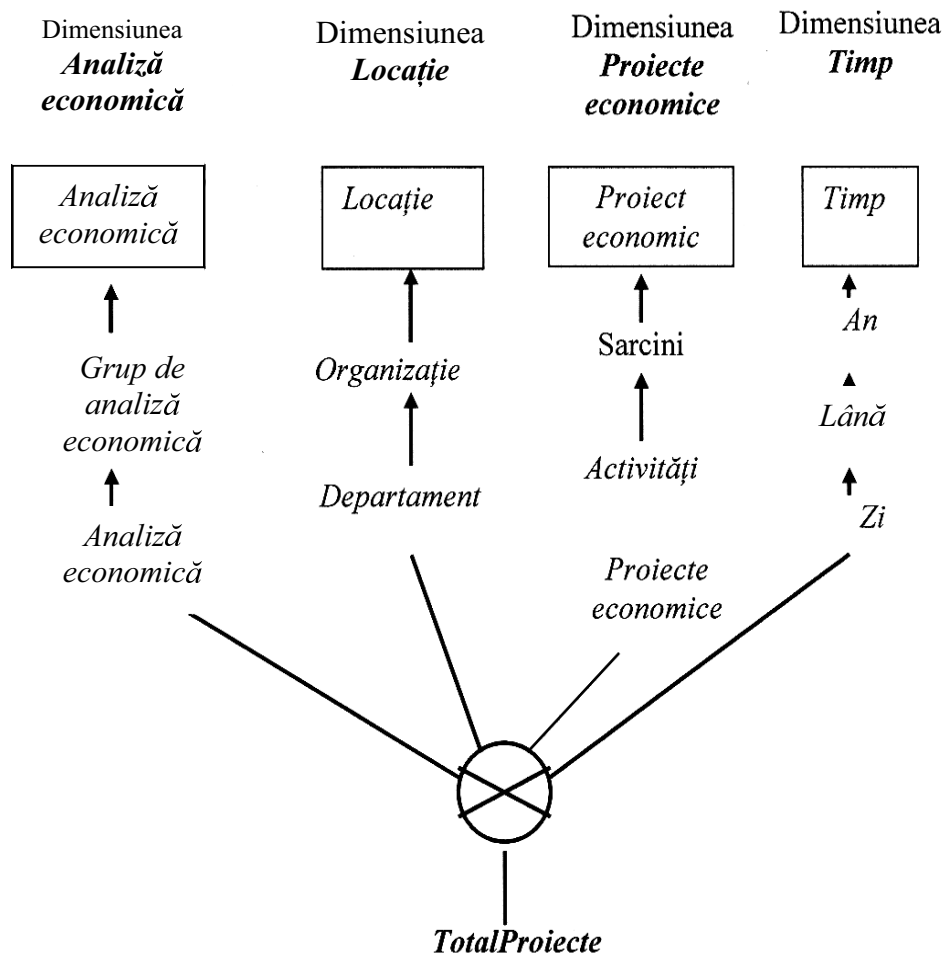 Dimensiunea
Analiză
economică
Dimensiunea
Locație
Dimensiunea
Proiecte
economice
Dimensiunea
Timp
Analiză
economică
Locație
Proiect
economic
Timp
Grup de
analiză
economică
Analiză
economică
Organizație
Departament
Sarcini
Activități
Proiecte
economice
An
Lână
Zi
TotalProiecte